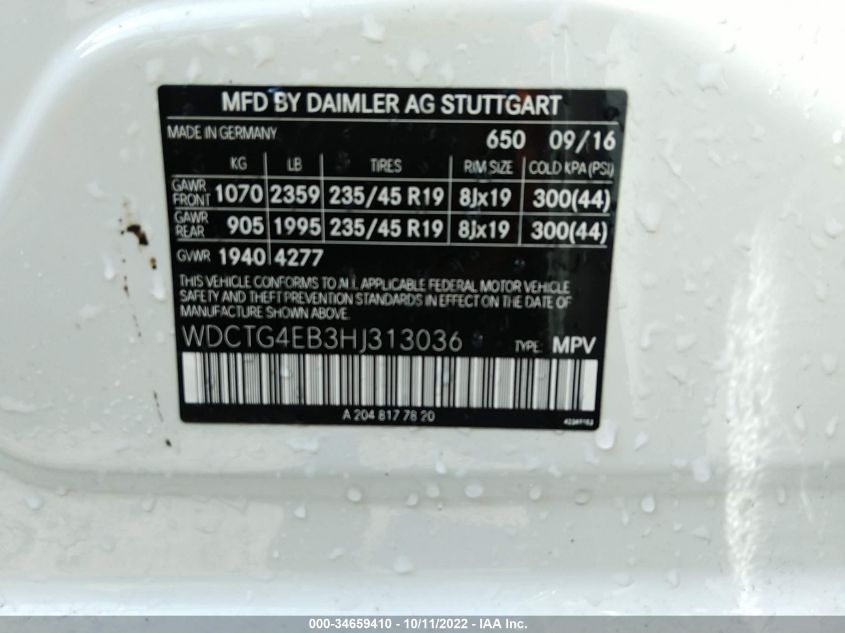 MFD BY DAIMLER AG STUTTGART
MADE IN GERMANY 650 09/16
KG LB TIRES RIM SIZE COLD KPA (PSI)
GAWR FRONT 1070 2359 235/45 R19 8Jx19 300(44)
GAWR REAR 905 1995 235/45 R19 8Jx19 300(44)
GVWR 1940 4277
THIS VEHICLE CONFORMS TO ALL APPLICABLE FEDERAL MOTOR VEHICLE
SAFETY AND THEFT PREVENTION STANDARDS IN EFFECT ON THE DATE OF
MANUFACTURE SHOWN ABOVE.
WDCTG4EB3HJ313036 TYPE: MPV
A 204 817 78 20
000-34659410 - 10/11/2022 - IAA Inc.